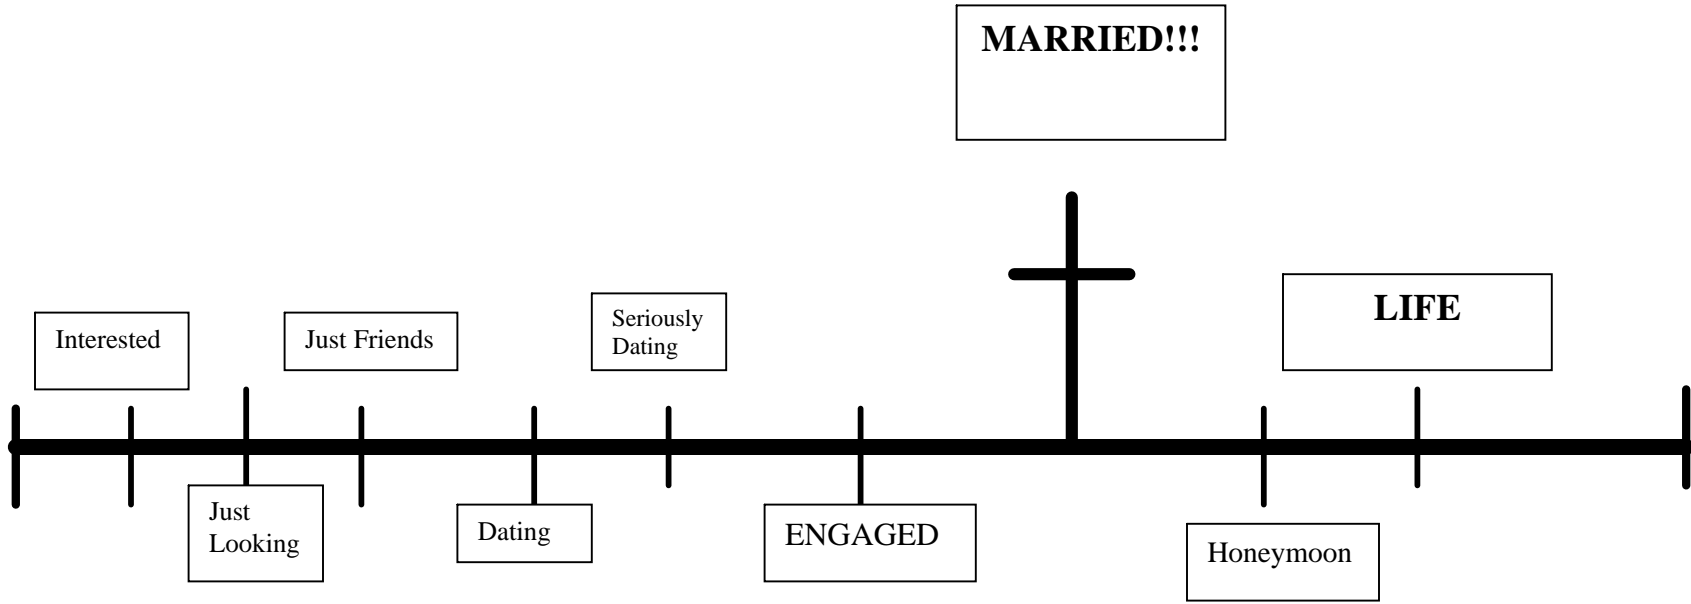 MARRIED!!!
Interested
Just
Looking
Just Friends
Dating
Seriously
Dating
ENGAGED
Honeymoon
LIFE